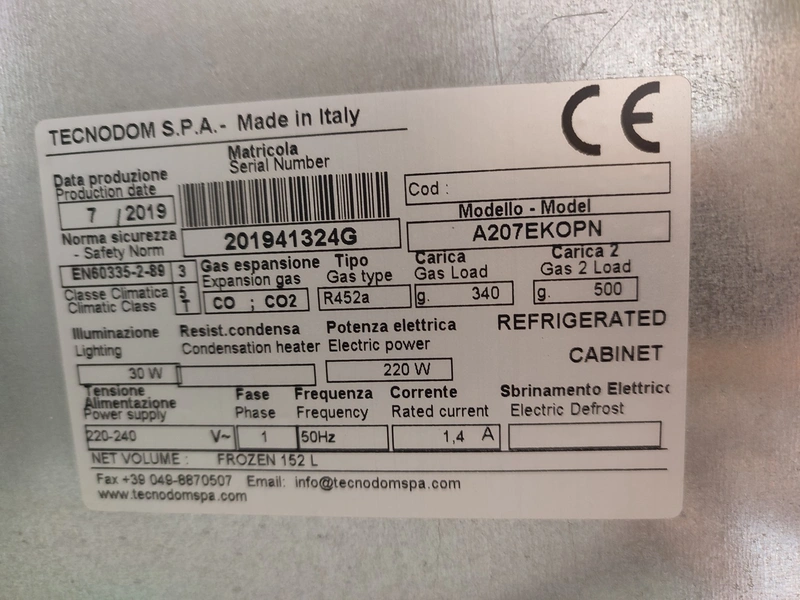 TECNODOM S.P.A.- Made in Italy
CE
Data produzione
Production date
7 / 2019
Matricola
Serial Number
201941324G
Cod :
Modello - Model
A207EKOPN
Norma sicurezza
- Safety Norm
EN60335-2-89 3
Classe Climatica
Climatic Class
5
T
Gas espansione
Expansion gas
CO ; CO2
Tipo
Gas type
R452a
Carica
Gas Load
g. 340
Carica 2
Gas 2 Load
g. 500
Illuminazione
Lighting
30 W
Resist.condensa
Condensation heater
Potenza elettrica
Electric power
220 W
REFRIGERATED
CABINET
Tensione
Alimentazione
Power supply
220-240 V~
Fase
Phase
1
Frequenza
Frequency
50Hz
Corrente
Rated current
1,4 A
Sbrinamento Elettrico
Electric Defrost
NET VOLUME : FROZEN 152 L
Fax +39 049-8870507 Email: info@tecnodomspa.com
www.tecnodomspa.com